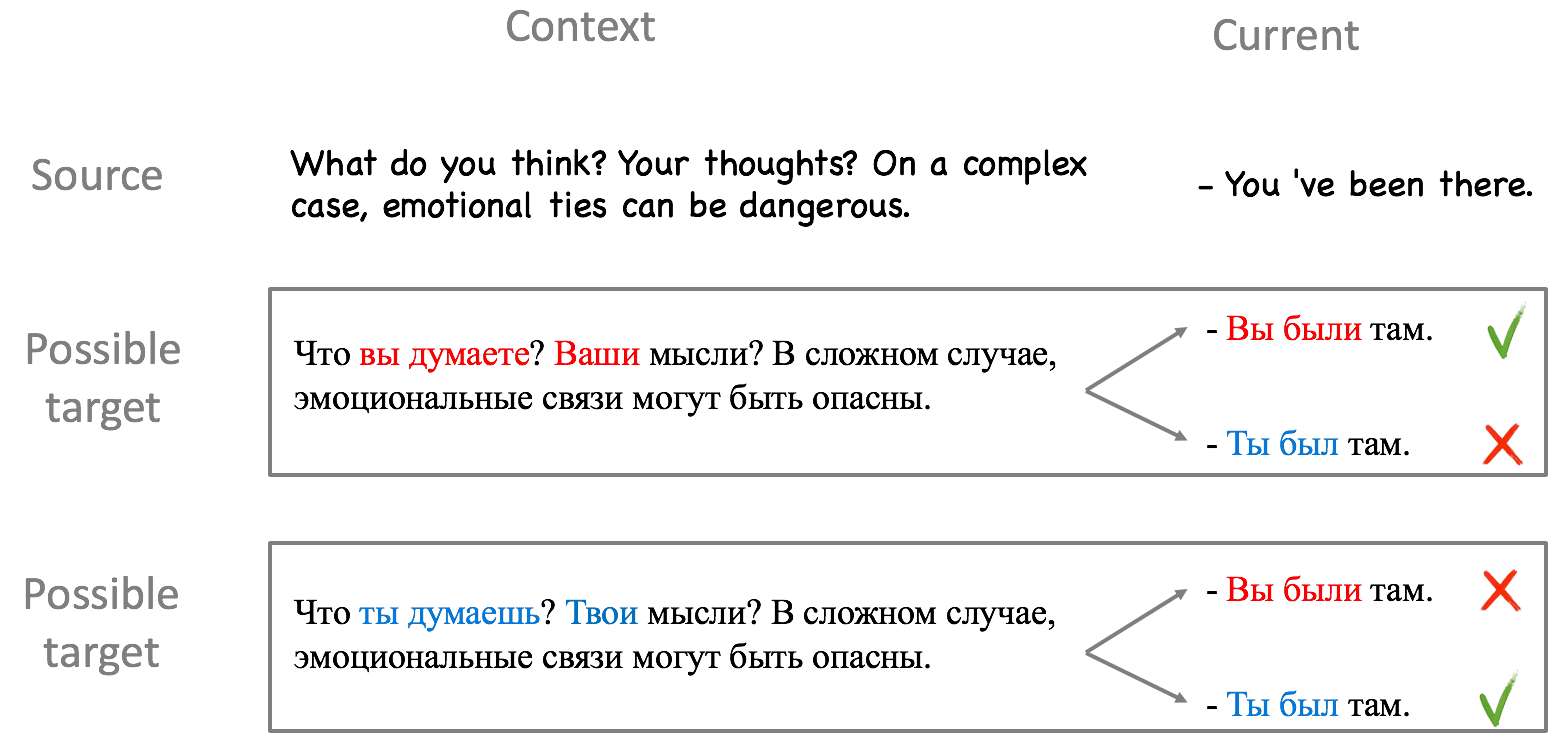 Context
Current
Source
What do you think? Your thoughts? On a complex
case, emotional ties can be dangerous.
- You 've been there.
Possible
target
Что вы думаете? Ваши мысли? В сложном случае,
эмоциональные связи могут быть опасны.
- Вы были там.
- Ты был там.
Possible
target
Что ты думаешь? Твои мысли? В сложном случае,
эмоциональные связи могут быть опасны.
- Вы были там.
- Ты был там.